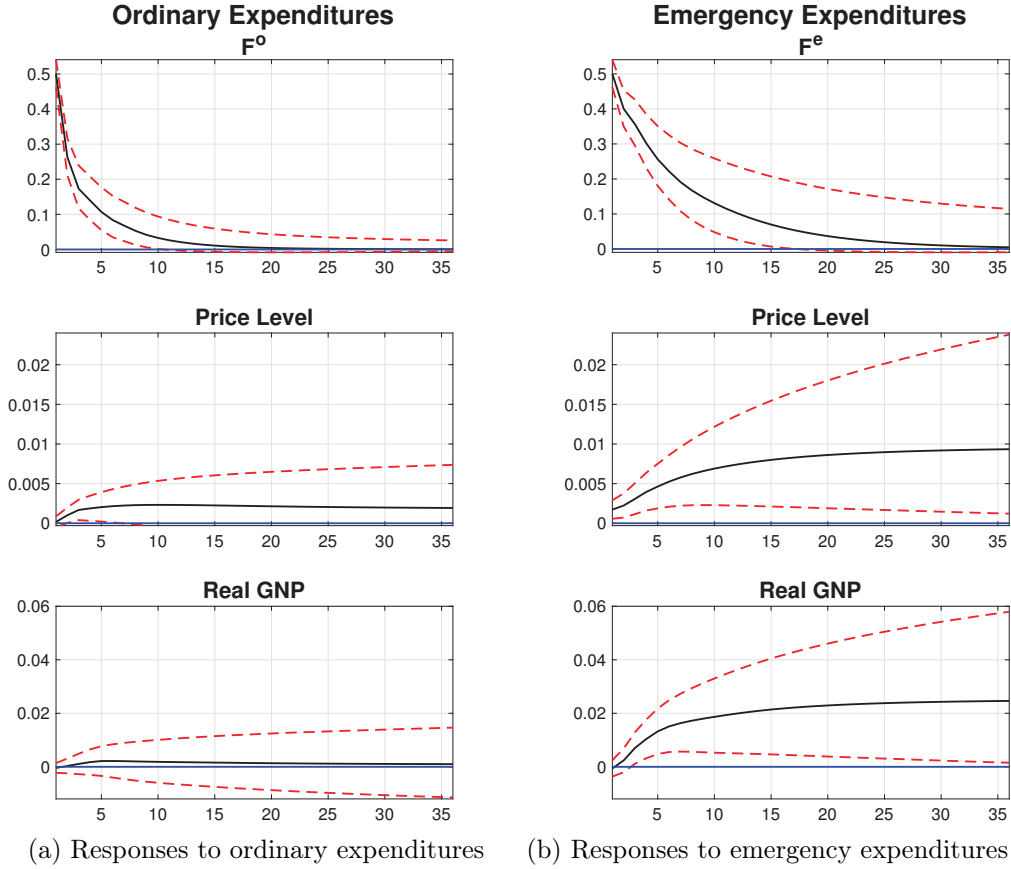 Ordinary Expenditures
F^o
0.5
0.4
0.3
0.2
0.1
0
5 10 15 20 25 30 35
Price Level
0.02
0.015
0.01
0.005
0
5 10 15 20 25 30 35
Real GNP
0.06
0.04
0.02
0
5 10 15 20 25 30 35
(a) Responses to ordinary expenditures
Emergency Expenditures
F^e
0.5
0.4
0.3
0.2
0.1
0
5 10 15 20 25 30 35
Price Level
0.02
0.015
0.01
0.005
0
5 10 15 20 25 30 35
Real GNP
0.06
0.04
0.02
0
5 10 15 20 25 30 35
(b) Responses to emergency expenditures